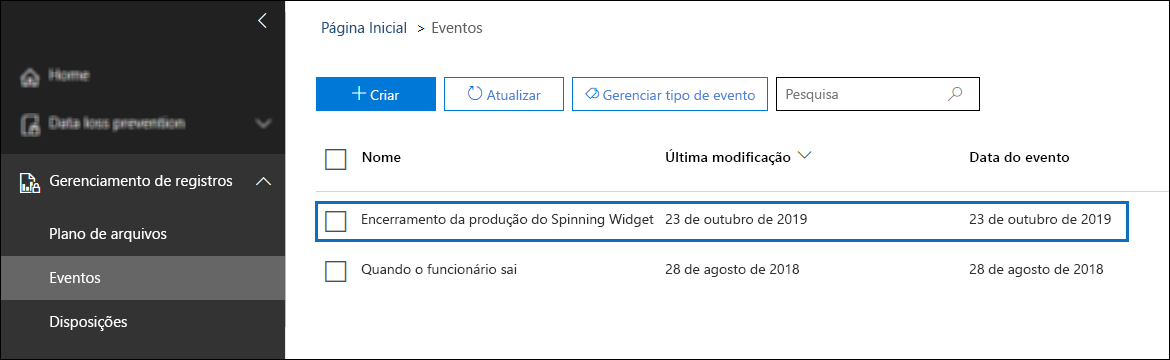 Home
Data loss prevention
Gerenciamento de registros
Plano de arquivos
Eventos
Disposições
Página Inicial > Eventos
Criar Atualizar Gerenciar tipo de evento Pesquisa
Nome Última modificação Data do evento
Encerramento da produção do Spinning Widget 23 de outubro de 2019 23 de outubro de 2019
Quando o funcionário sai 28 de agosto de 2018 28 de agosto de 2018